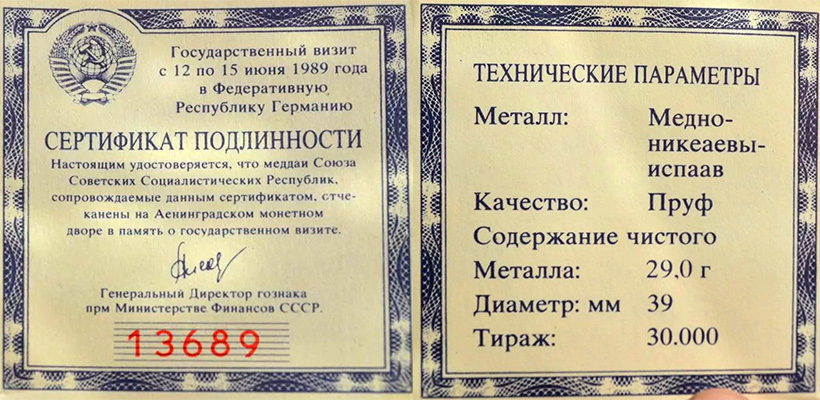 Государственный визит
с 12 по 15 июня 1989 года
в Федеративную
Республику Германию
СЕРТИФИКАТ ПОДЛИННОСТИ
Настоящим удостоверяется, что меддаи Союза
Советских Социалистических Республик,
сопровождаемые данным сертификатом, отче-
канены на Аенинградском монетном
дворе в память о государственном визите.
Генеральный Директор гознака
прм Министерстве Финансов СССР.
13689
ТЕХНИЧЕСКИЕ ПАРАМЕТРЫ
Металл: Медно-
никеаевы-
испаав
Качество: Пруф
Содержание чистого
Металла: 29,0 г
Диаметр: мм 39
Тираж: 30.000